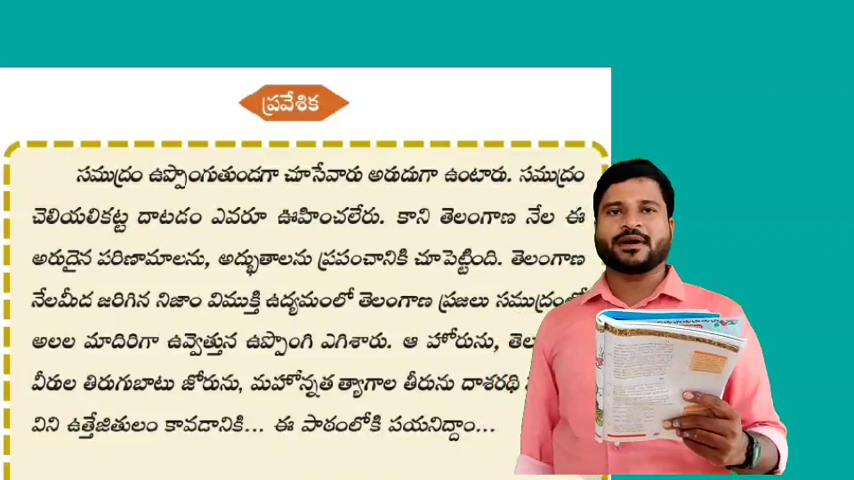 ప్రవేశిక
సముద్రం ఉప్పొంగుతుండగా చూసేవారు అరుదుగా ఉంటారు. సముద్రం
చెలియలికట్ట దాటడం ఎవరూ ఊహించలేరు. కాని తెలంగాణ నేల ఈ
అరుదైన పరిణామాలను, అద్భుతాలను ప్రపంచానికి చూపెట్టింది. తెలంగాణ
నేలమీద జరిగిన నిజాం విముక్తి ఉద్యమంలో తెలంగాణ ప్రజలు సముద్రంలో
అలల మాదిరిగా ఉవ్వెత్తున ఉప్పొంగి ఎగిశారు. ఆ హోరును,
వీరుల తిరుగుబాటు జోరును, మహోన్నత త్యాగాల తీరును దాశరథి
విని ఉత్తేజితులం కావడానికి... ఈ పాఠంలోకి పయనిద్దాం...